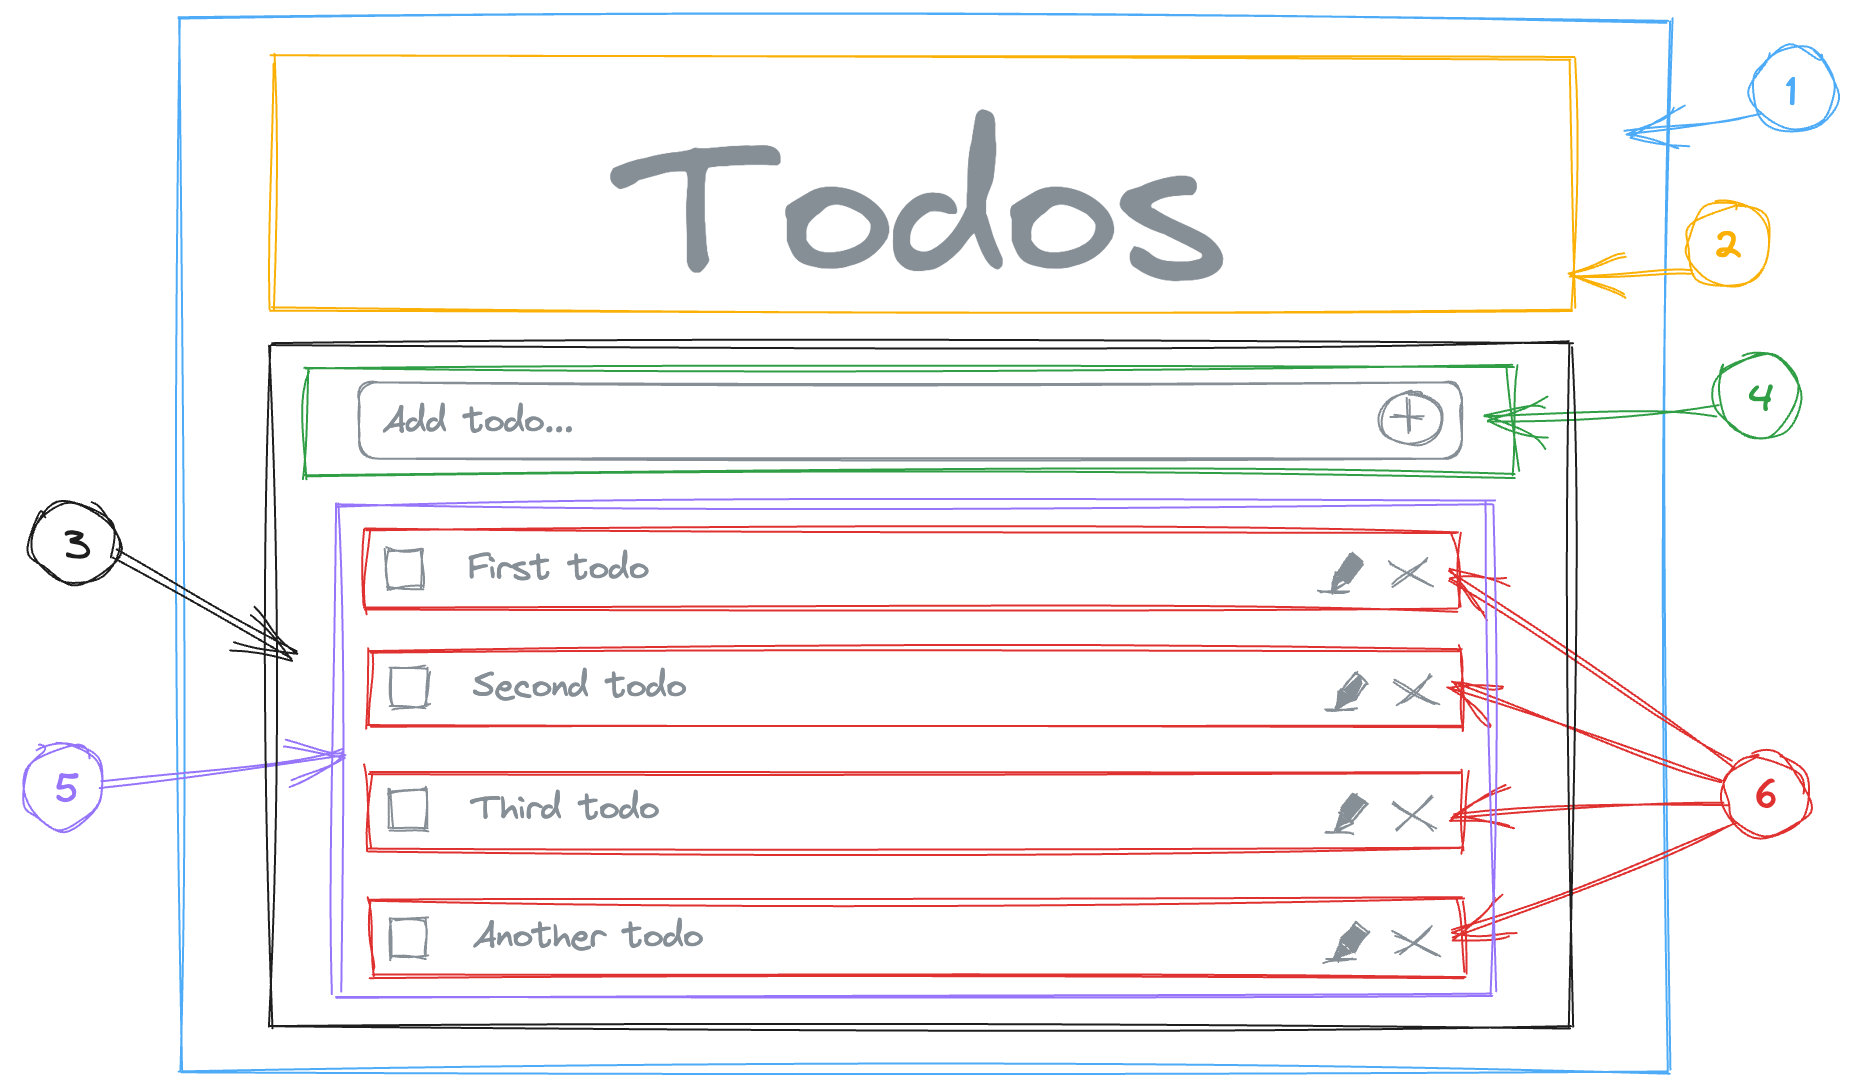 1
Todos
2
Add todo...
4
3
First todo
Second todo
5
Third todo
6
Another todo